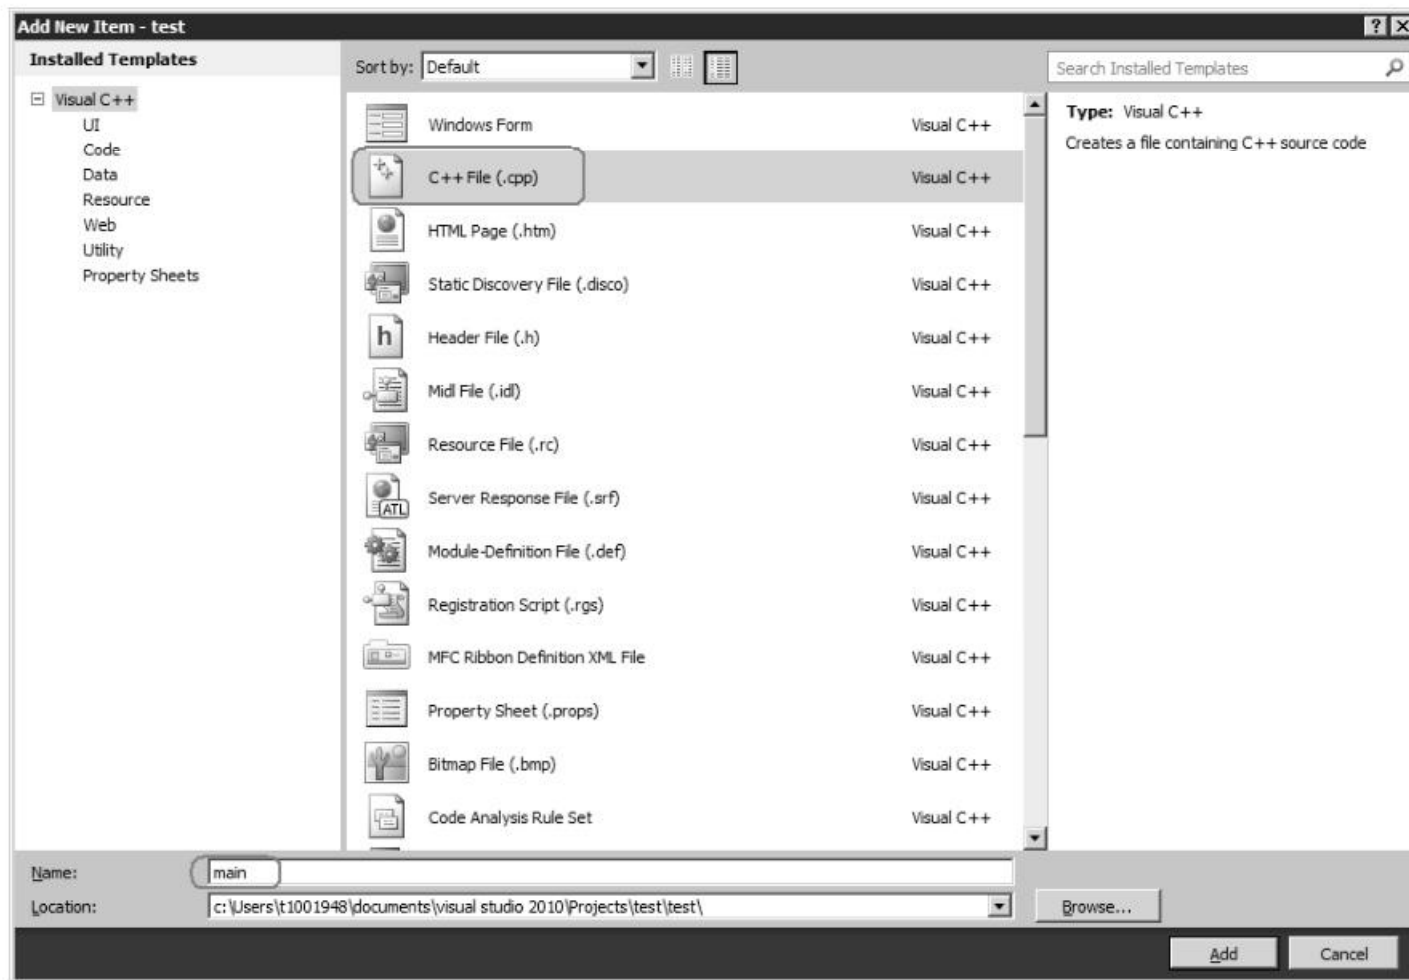 Add New Item - test
Installed Templates
Sort by: Default
Search Installed Templates
Visual C++
UI
Code
Data
Resource
Web
Utility
Property Sheets
Windows Form Visual C++
C++ File (.cpp) Visual C++
HTML Page (.htm) Visual C++
Static Discovery File (.disco) Visual C++
Header File (.h) Visual C++
Midl File (.idl) Visual C++
Resource File (.rc) Visual C++
ATL
Server Response File (.srf) Visual C++
Module-Definition File (.def) Visual C++
Registration Script (.rgs) Visual C++
MFC Ribbon Definition XML File Visual C++
Property Sheet (.props) Visual C++
Bitmap File (.bmp) Visual C++
Code Analysis Rule Set Visual C++
Type: Visual C++
Creates a file containing C++ source code
Name: main
Location: c:\Users\t1001948\documents\visual studio 2010\Projects\test\test\
Browse...
Add Cancel